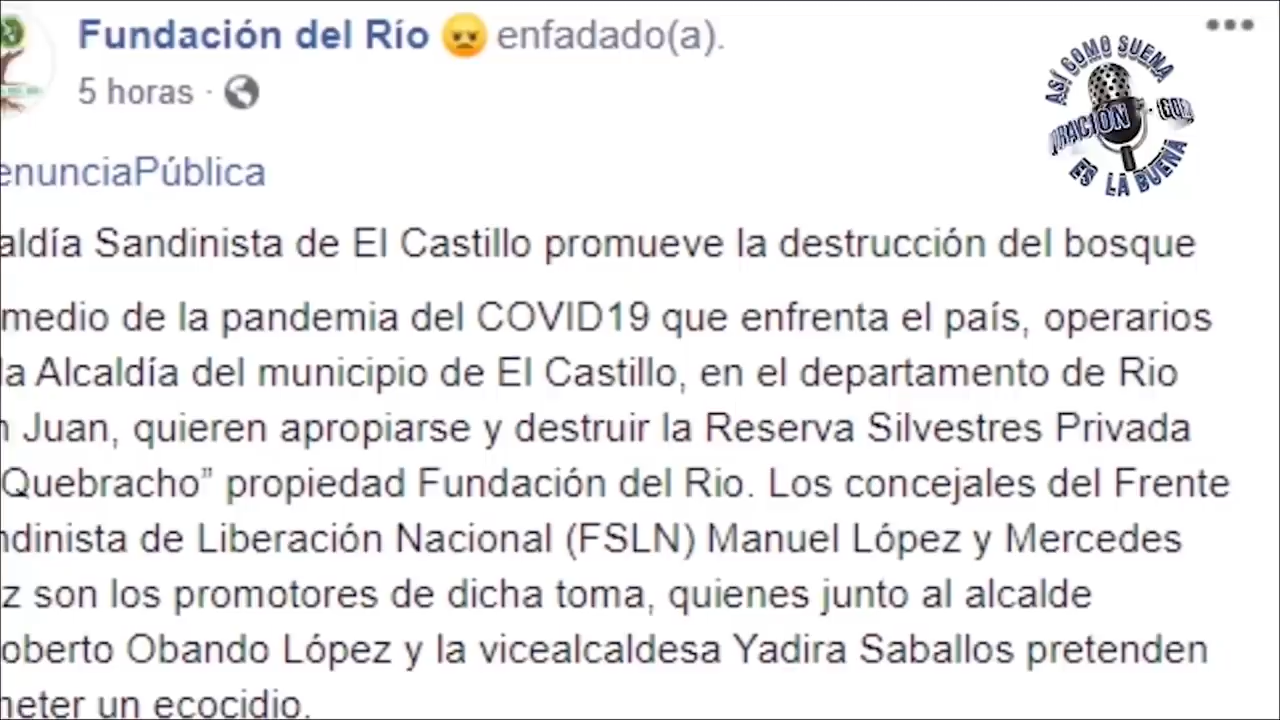 Fundación del Río 😠 enfadado(a).
5 horas ·
enunciaPública
aldía Sandinista de El Castillo promueve la destrucción del bosque
medio de la pandemia del COVID19 que enfrenta el país, operarios
la Alcaldía del municipio de El Castillo, en el departamento de Rio
n Juan, quieren apropiarse y destruir la Reserva Silvestres Privada
Quebracho” propiedad Fundación del Rio. Los concejales del Frente
ndinista de Liberación Nacional (FSLN) Manuel López y Mercedes
z son los promotores de dicha toma, quienes junto al alcalde
oberto Obando López y la vicealcaldesa Yadira Saballos pretenden
neter un ecocidio.
ASÍ COMO SUENA
ES LA BUENA